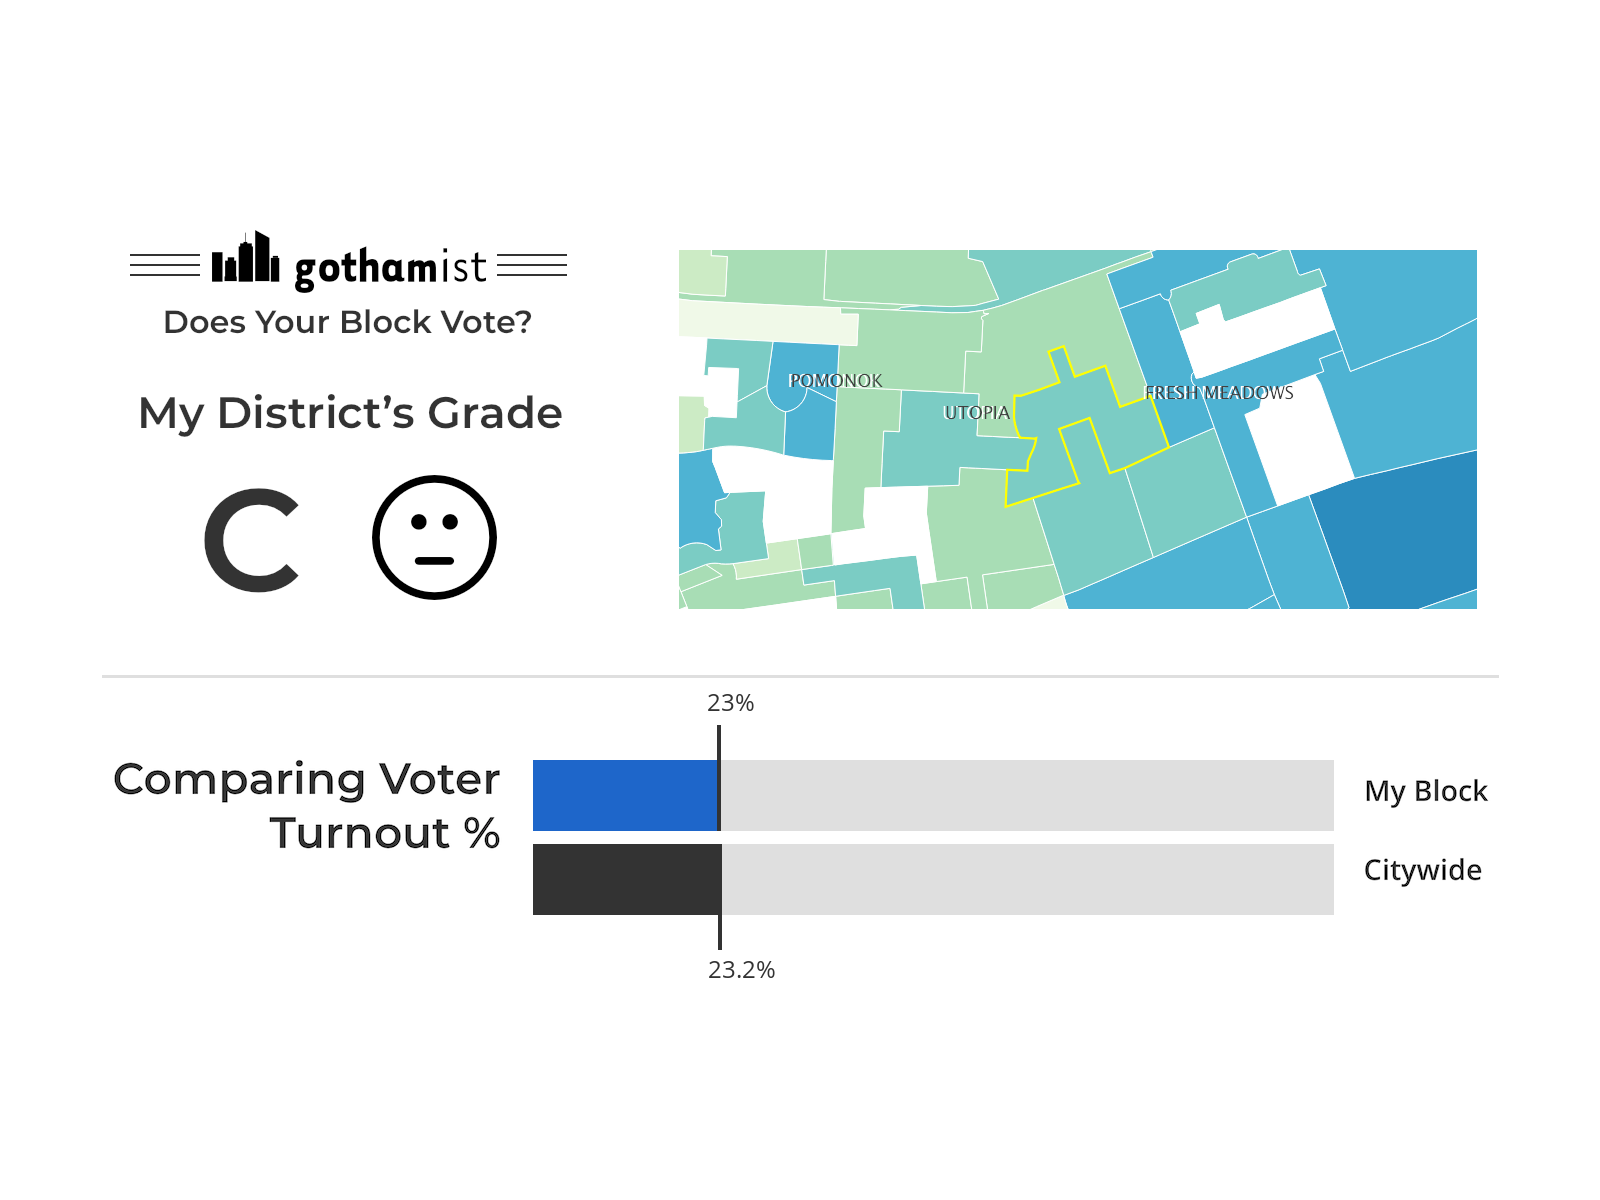 gothamist
Does Your Block Vote?
My District's Grade
C
POMONOK
UTOPIA
FRESH MEADOWS
23%
Comparing Voter
Turnout %
My Block
Citywide
23.2%